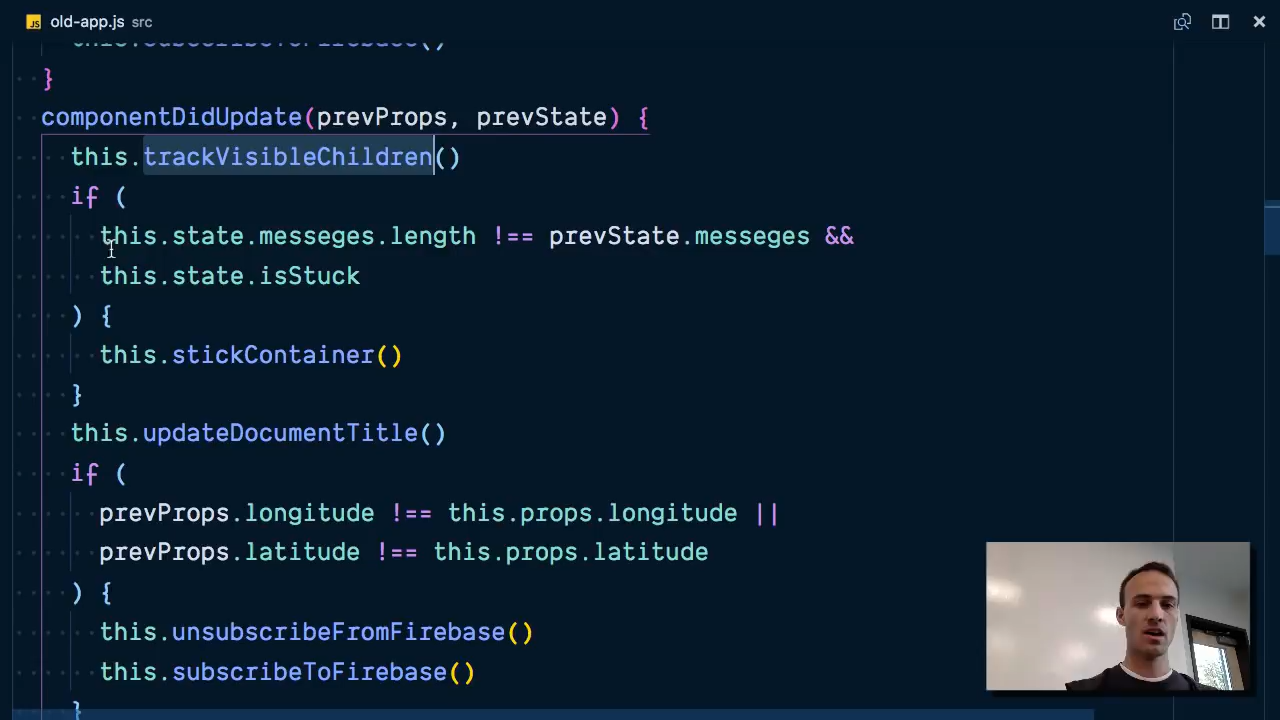 old-app.js src
this.subscribeToFirebase()
}
componentDidUpdate(prevProps, prevState) {
this.trackVisibleChildren()
if (
this.state.messeges.length !== prevState.messeges &&
this.state.isStuck
) {
this.stickContainer()
}
this.updateDocumentTitle()
if (
prevProps.longitude !== this.props.longitude ||
prevProps.latitude !== this.props.latitude
) {
this.unsubscribeFromFirebase()
this.subscribeToFirebase()
}